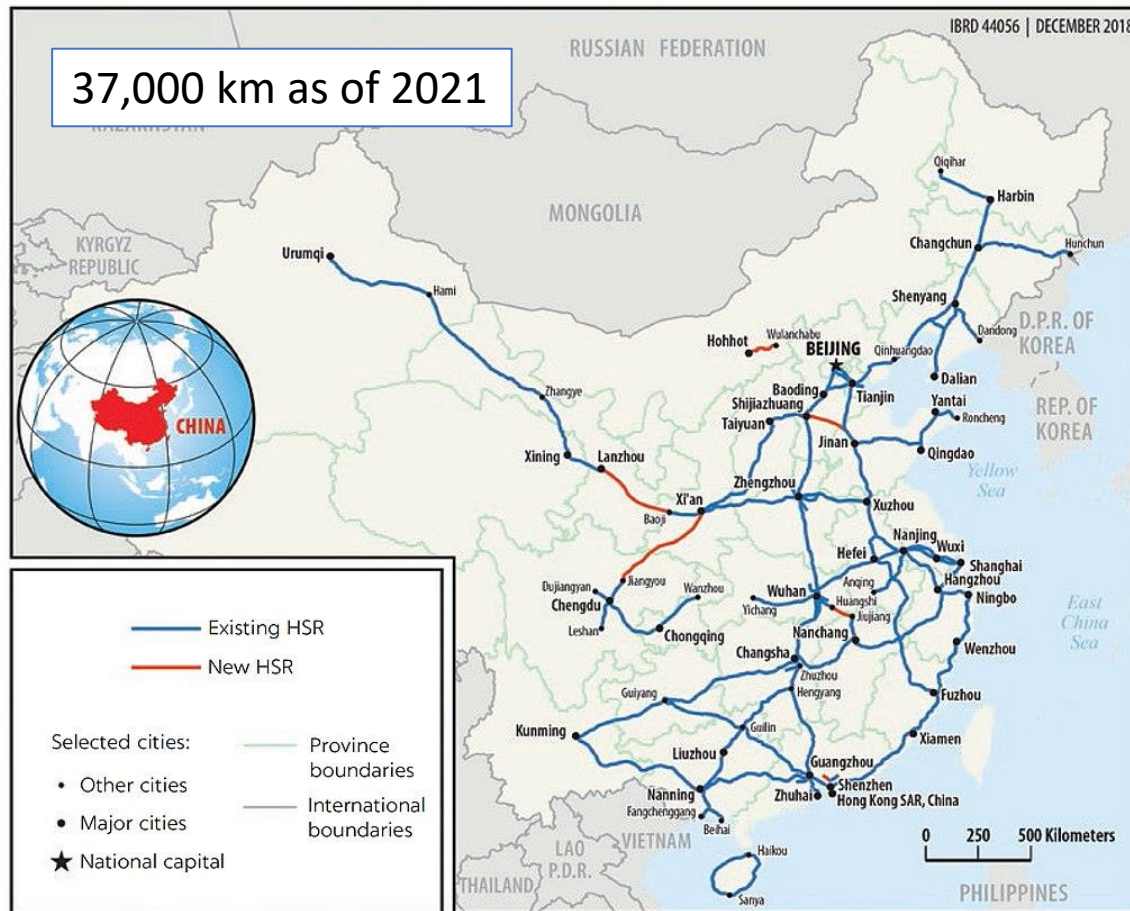 IBRD 44056 | DECEMBER 2018
RUSSIAN FEDERATION
37,000 km as of 2021
KAZAKHSTAN
MONGOLIA
KYRGYZ
REPUBLIC
Urumqi
Hami
Qiqihar
Harbin
Changchun
Hunchun
Shenyang
D.P.R. OF
KOREA
Dandong
Hohhot
Wulanchabu
BEIJING
Qinhuangdao
Dalian
Baoding
Tianjin
Yantai
Shijiazhuang
Roncheng
REP. OF
KOREA
Taiyuan
Jinan
Qingdao
Yellow
Sea
CHINA
Zhangye
Xining
Lanzhou
Zhengzhou
Xi'an
Baoji
Xuzhou
Nanjing
Wuxi
Hefei
Shanghai
Dujiangyan
Jiangyou
Wanzhou
Wuhan
Anqing
Hangzhou
Chengdu
Yichang
Huangshi
Ningbo
Jiujiang
Leshan
Chongqing
Nanchang
East
China
Sea
Changsha
Wenzhou
Zhuzhou
Guiyang
Hengyang
Fuzhou
Kunming
Guilin
Xiamen
Liuzhou
Guangzhou
Shenzhen
Nanning
Zhuhai
Hong Kong SAR, China
Fangchenggang
Beihai
VIETNAM
LAO
P.D.R.
THAILAND
Haikou
Sanya
PHILIPPINES
0 250 500 Kilometers
Existing HSR
New HSR
Selected cities:
Other cities
Major cities
National capital
Province
boundaries
International
boundaries